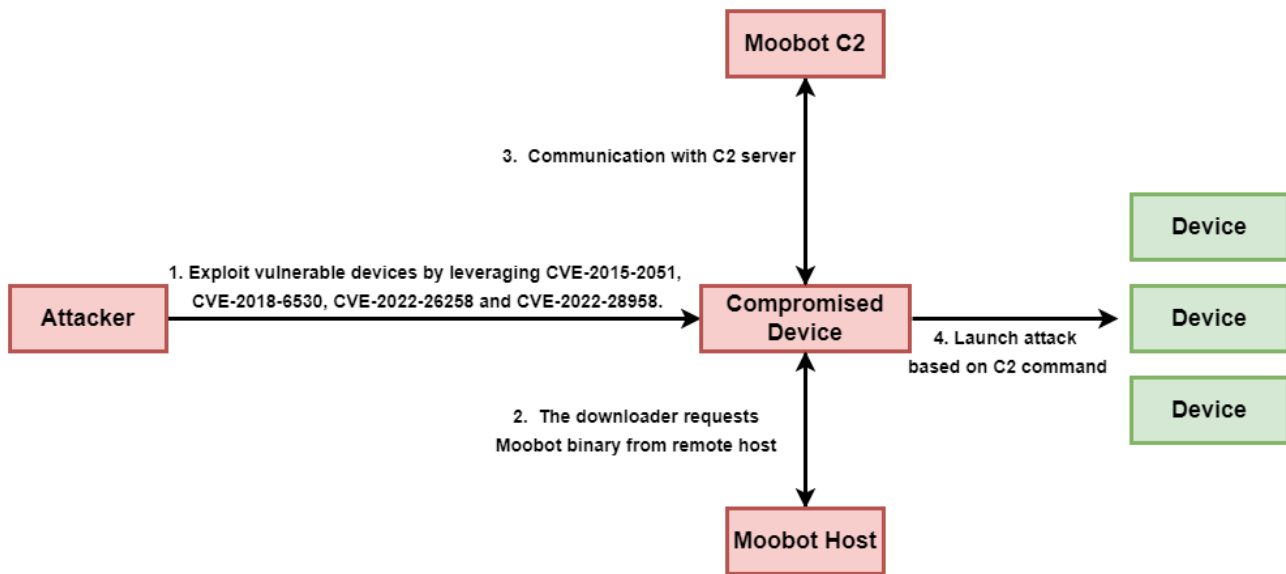 Moobot C2
3. Communication with C2 server
Device
1. Exploit vulnerable devices by leveraging CVE-2015-2051,
CVE-2018-6530, CVE-2022-26258 and CVE-2022-28958.
Attacker
Compromised
Device
Device
4. Launch attack
based on C2 command
Device
2. The downloader requests
Moobot binary from remote host
Moobot Host